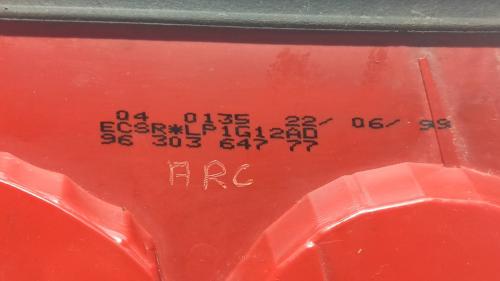 04 0135 22/ 06/ 99
ECSR*LP1G12AD
96 303 647 77
ARC